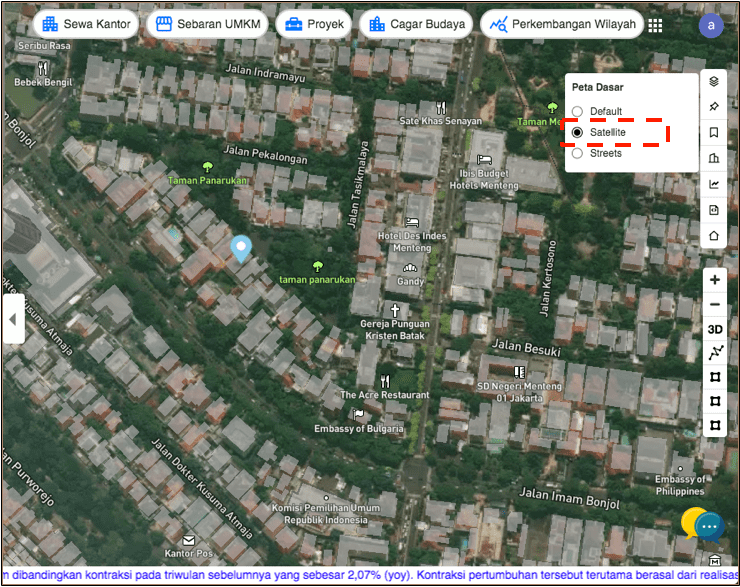 Sewa Kantor
Sebaran UMKM
Proyek
Cagar Budaya
Perkembangan Wilayah
a
Seribu Rasa
Bebek Bengil
Jalan Indramayu
Bonjol
Sate Khas Senayan
Taman
Peta Dasar
Default
Satellite
Streets
Jalan Pekalongan
Taman Panarukan
Jalan Tasikmalaya
Ibis Budget
Hotels Menteng
Hotel Des Indes
Menteng
taman panarukan
Gandy
Jalan Kertosono
Kusuma Atmaja
Gereja Punguan
Kristen Batak
Jalan Besuki
3D
The Acre Restaurant
SD Negeri Menteng
01 Jakarta
Embassy of Bulgaria
Jalan Dokter Kusuma Atmaja
Purworejo
Komisi Pemilihan Umum
Republik Indonesia
Jalan Imam Bonjol
Embassy of
Philippines
Kantor Pos
m dibandingkan kontraksi pada triwulan sebelumnya yang sebesar 2,07% (yoy). Kontraksi pertumbuhan tersebut terutama berasal dari realisas